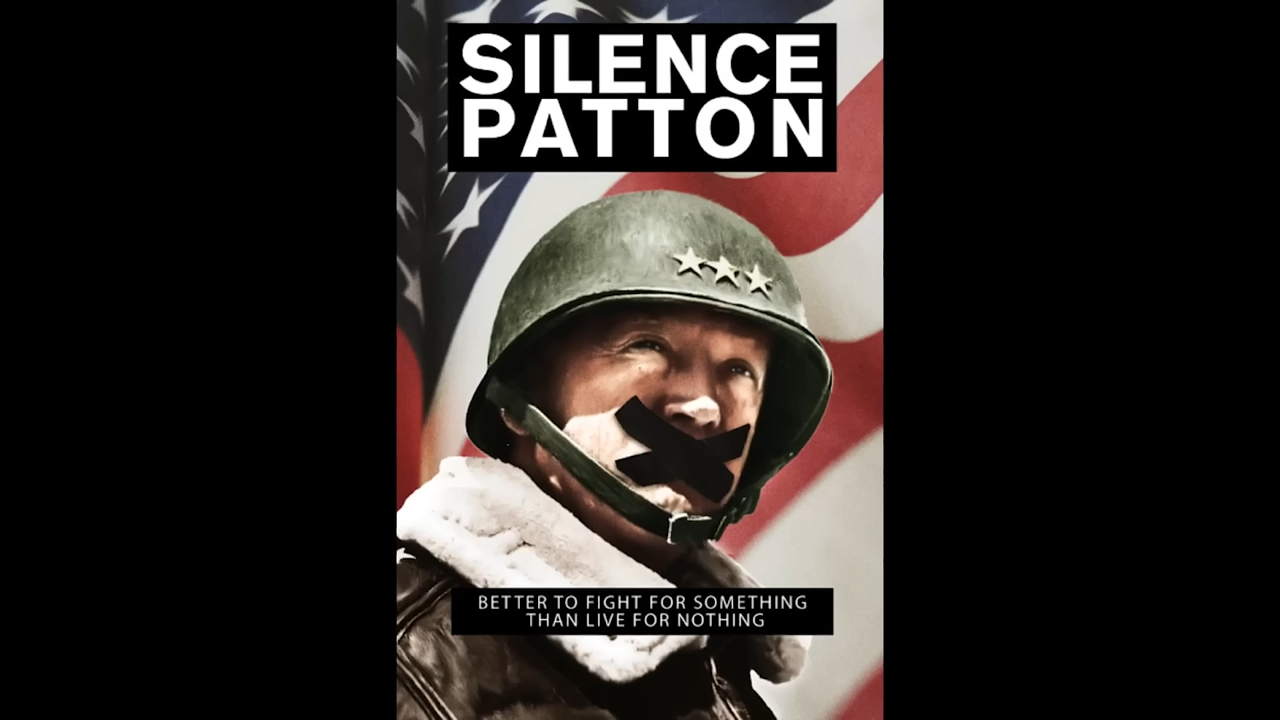 SILENCE
PATTON
BETTER TO FIGHT FOR SOMETHING
THAN LIVE FOR NOTHING